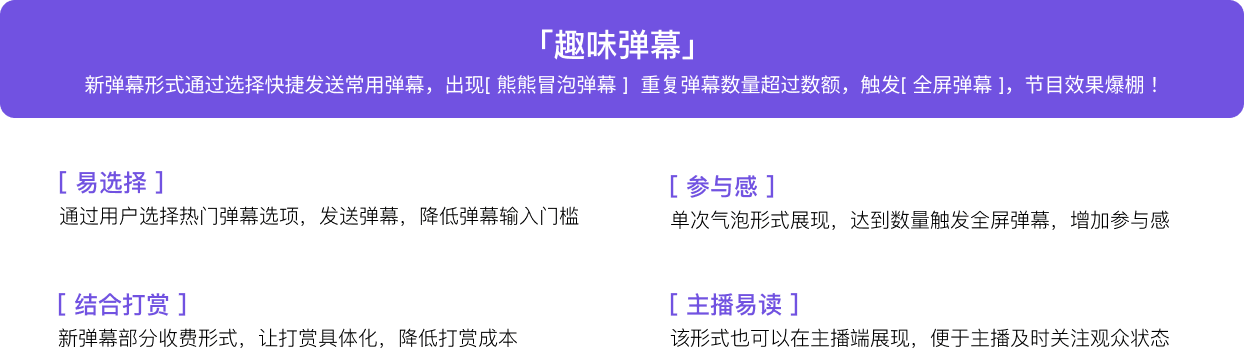 「趣味弹幕」
新弹幕形式通过选择快捷发送常用弹幕，出现[ 熊熊冒泡弹幕 ] 重复弹幕数量超过数额，触发[ 全屏弹幕 ]，节目效果爆棚！
[ 易选择 ]
通过用户选择热门弹幕选项，发送弹幕，降低弹幕输入门槛
[ 参与感 ]
单次气泡形式展现，达到数量触发全屏弹幕，增加参与感
[ 结合打赏 ]
新弹幕部分收费形式，让打赏具体化，降低打赏成本
[ 主播易读 ]
该形式也可以在主播端展现，便于主播及时关注观众状态